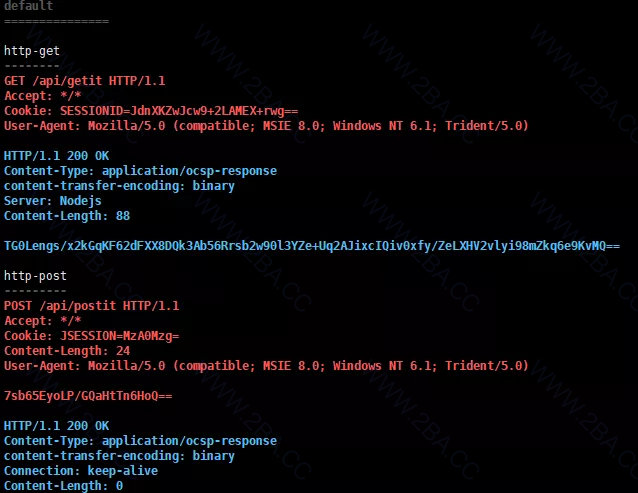 default
===============
http-get
--------
GET /api/getit HTTP/1.1
Accept: */*
Cookie: SESSIONID=JdnXKZwJcw9+2LAMEX+rwg==
User-Agent: Mozilla/5.0 (compatible; MSIE 8.0; Windows NT 6.1; Trident/5.0)
HTTP/1.1 200 OK
Content-Type: application/ocsp-response
content-transfer-encoding: binary
Server: Nodejs
Content-Length: 88
TG0Lengs/x2kGqKF62dFXX8DQk3Ab56Rrsb2w90l3YZe+Uq2AJixcIQiv0xfy/ZeLXHV2vlyi98mZkq6e9KvMQ==
http-post
---------
POST /api/postit HTTP/1.1
Accept: */*
Cookie: JSESSION=MzA0Mzg=
Content-Length: 24
User-Agent: Mozilla/5.0 (compatible; MSIE 8.0; Windows NT 6.1; Trident/5.0)
7sb65EyoLP/GQaHtTn6HoQ==
HTTP/1.1 200 OK
Content-Type: application/ocsp-response
content-transfer-encoding: binary
Connection: keep-alive
Content-Length: 0
WWW.2BA.CC